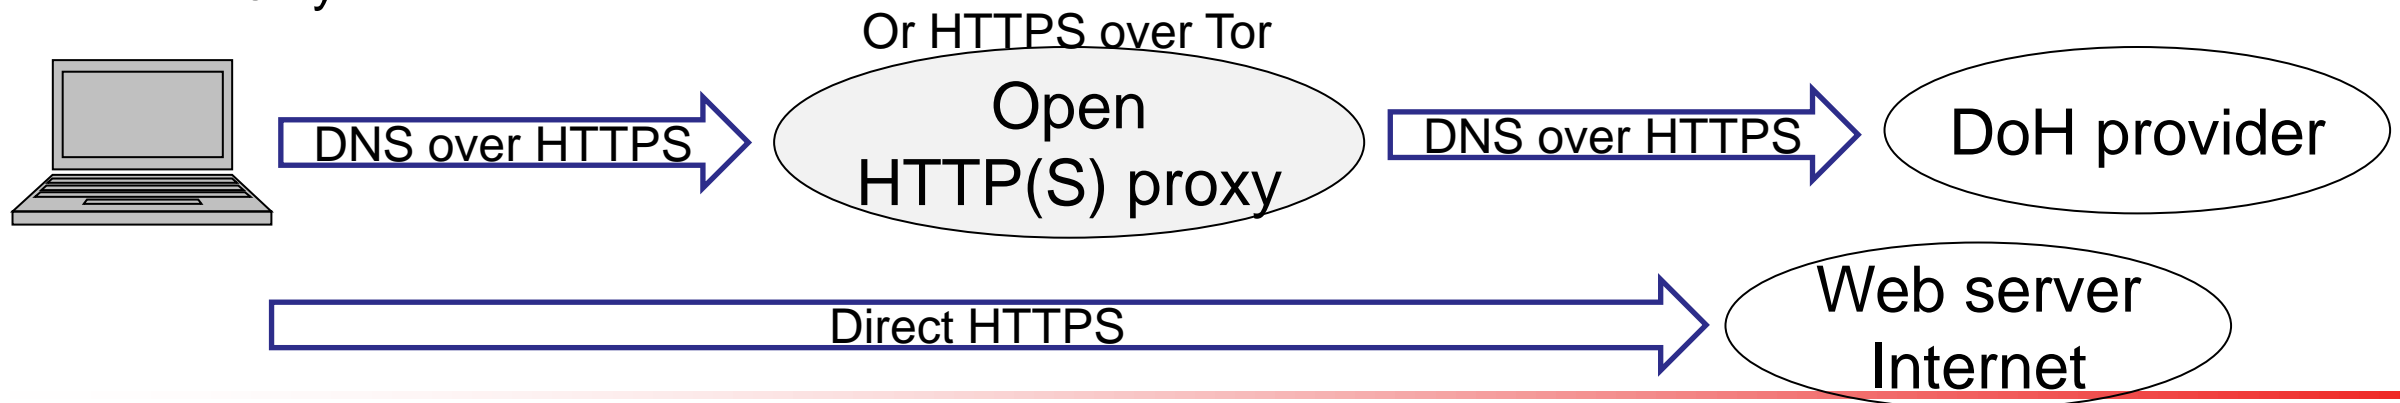 Or HTTPS over Tor
Open
HTTP(S) proxy
DNS over HTTPS
DNS over HTTPS
DoH provider
Direct HTTPS
Web server
Internet